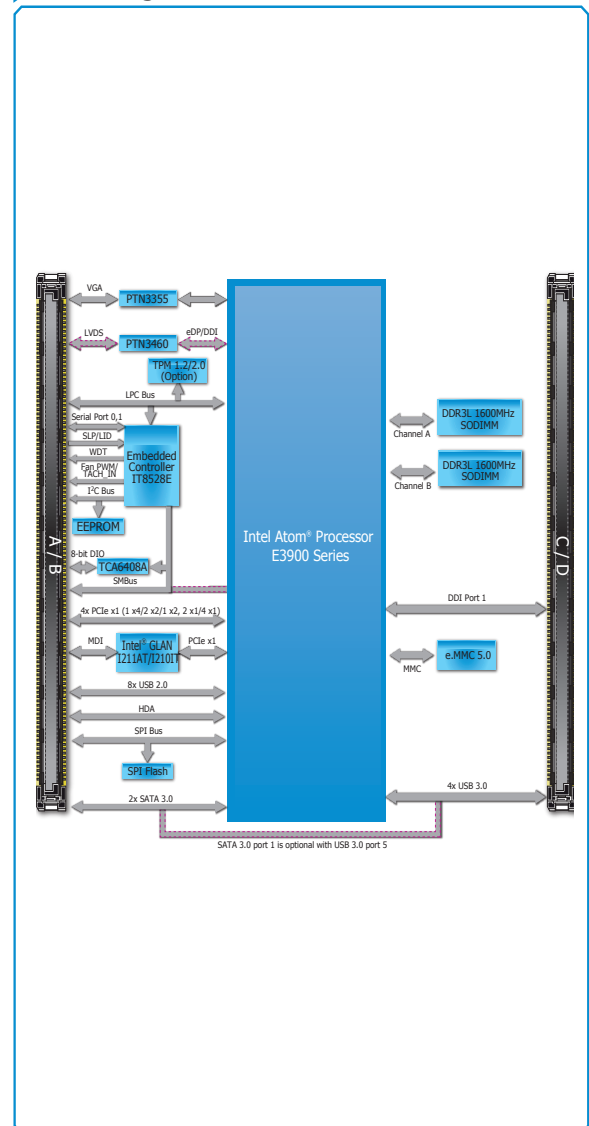 VGA
PTN3355
LVDS
PTN3460
eDP/DDI
TPM 1.2/2.0
(Option)
LPC Bus
Serial Port 0,1
SLP/LID
WDT
Fan PWM/
TACH_IN
I²C Bus
Embedded
Controller
IT8528E
EEPROM
8-bit DIO
TCA6408A
SMBus
4x PCIe x1 (1 x4/2 x2/1 x2, 2 x1/4 x1)
MDI
Intel® GLAN
I211AT/I210IT
PCIe x1
8x USB 2.0
HDA
SPI Bus
SPI Flash
2x SATA 3.0
A / B
Intel Atom® Processor
E3900 Series
DDR3L 1600MHz
SODIMM
Channel A
DDR3L 1600MHz
SODIMM
Channel B
C / D
DDI Port 1
e.MMC 5.0
MMC
4x USB 3.0
SATA 3.0 port 1 is optional with USB 3.0 port 5